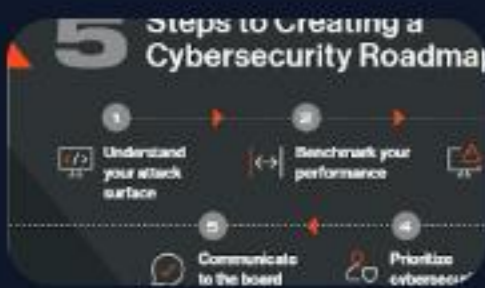 5 Steps to Creating a
Cybersecurity Roadmap
1
Understand
your attack
surface
2
Benchmark your
performance
5
Communicate
to the board
4
Prioritize
cybersecurit